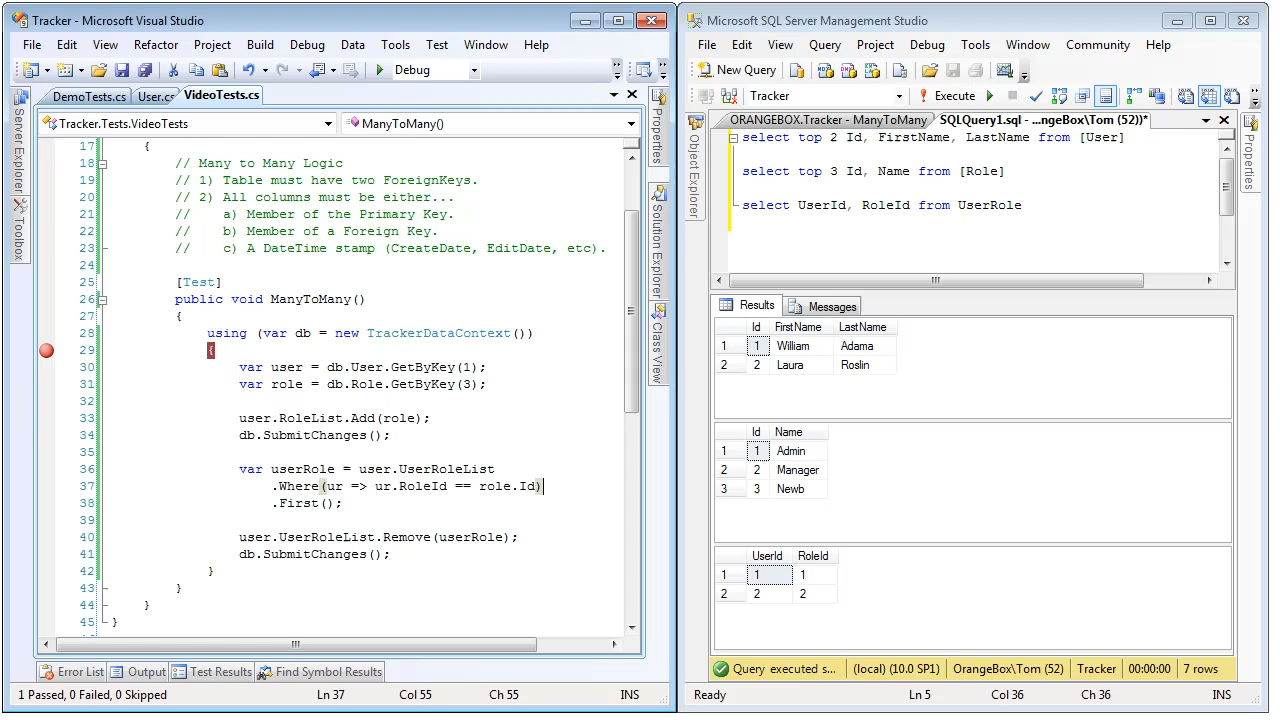 Tracker - Microsoft Visual Studio
File Edit View Refactor Project Build Debug Data Tools Test Window Help
Debug
DemoTests.cs User.cs VideoTests.cs
Tracker.Tests.VideoTests ManyToMany()
Server Explorer
Toolbox
17 {
18 // Many to Many Logic
19 // 1) Table must have two ForeignKeys.
20 // 2) All columns must be either...
21 // a) Member of the Primary Key.
22 // b) Member of a Foreign Key.
23 // c) A DateTime stamp (CreateDate, EditDate, etc).
24
25 [Test]
26 public void ManyToMany()
27 {
28 using (var db = new TrackerDataContext())
29 {
30 var user = db.User.GetByKey(1);
31 var role = db.Role.GetByKey(3);
32
33 user.RoleList.Add(role);
34 db.SubmitChanges();
35
36 var userRole = user.UserRoleList
37 .Where(ur => ur.RoleId == role.Id)
38 .First();
39
40 user.UserRoleList.Remove(userRole);
41 db.SubmitChanges();
42 }
43 }
44 }
45 }
Properties
Solution Explorer
Class View
Error List Output Test Results Find Symbol Results
1 Passed, 0 Failed, 0 Skipped Ln 37 Col 55 Ch 55 INS
Microsoft SQL Server Management Studio
File Edit View Query Project Debug Tools Window Community Help
New Query
Tracker Execute
ORANGEBOX.Tracker - ManyToMany SQLQuery1.sql - ...ngeBox\Tom (52))*
Object Explorer
select top 2 Id, FirstName, LastName from [User]
select top 3 Id, Name from [Role]
select UserId, RoleId from UserRole
Properties
Results Messages
Id FirstName LastName
1 1 William Adama
2 2 Laura Roslin
Id Name
1 1 Admin
2 2 Manager
3 3 Newb
UserId RoleId
1 1 1
2 2 2
Query executed s... (local) (10.0 SP1) OrangeBox\Tom (52) Tracker 00:00:00 7 rows
Ready Ln 5 Col 36 Ch 36 INS